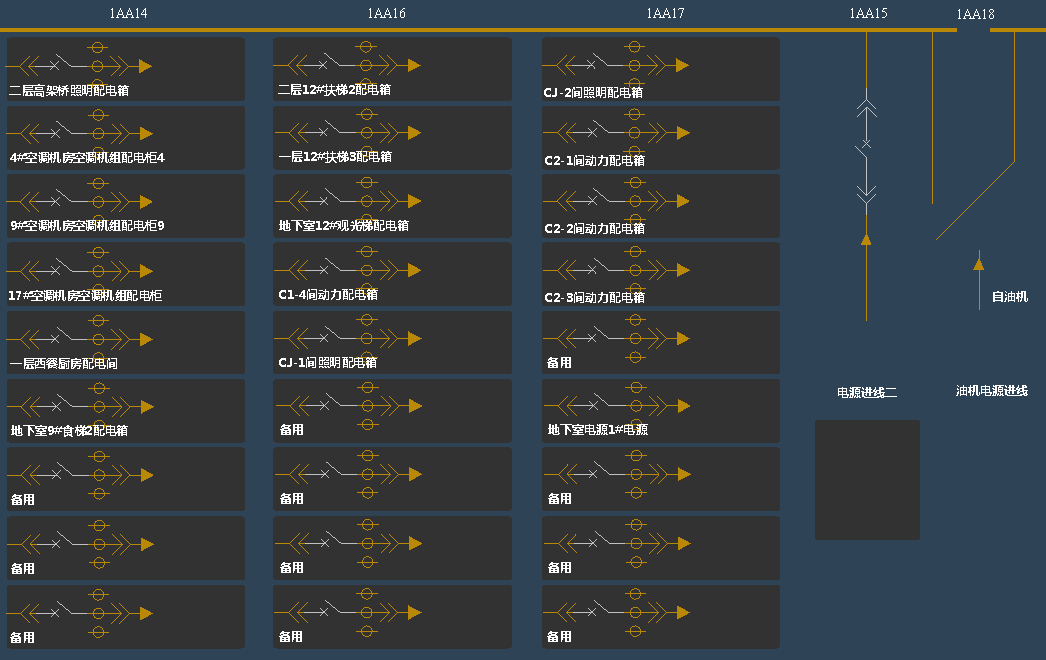 1AA14
1AA16
1AA17
1AA15
1AA18
二层高架桥照明配电箱
4#空调机房空调机组配电柜4
9#空调机房空调机组配电柜9
17#空调机房空调机组配电柜
一层西餐厨房配电间
地下室9#食梯2配电箱
备用
备用
备用
二层12#扶梯2配电箱
一层12#扶梯3配电箱
地下室12#观光梯配电箱
C1-4间动力配电箱
CJ-1间照明配电箱
备用
备用
备用
备用
CJ-2间照明配电箱
C2-1间动力配电箱
C2-2间动力配电箱
C2-3间动力配电箱
备用
地下室电源1#电源
备用
备用
备用
自油机
电源进线二
油机电源进线